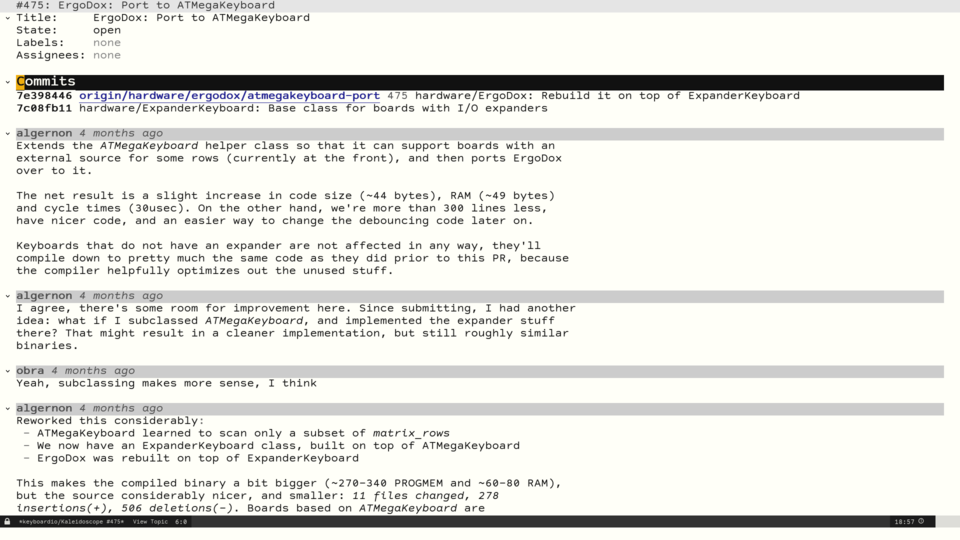 #475: ErgoDox: Port to ATMegaKeyboard
Title: ErgoDox: Port to ATMegaKeyboard
State: open
Labels: none
Assignees: none
Commits
7e398446 origin/hardware/ergodox/atmegakeyboard-port 475 hardware/ErgoDox: Rebuild it on top of ExpanderKeyboard
7c08fb11 hardware/ExpanderKeyboard: Base class for boards with I/O expanders
algernon 4 months ago
Extends the ATMegaKeyboard helper class so that it can support boards with an
external source for some rows (currently at the front), and then ports ErgoDox
over to it.
The net result is a slight increase in code size (~44 bytes), RAM (~49 bytes)
and cycle times (30usec). On the other hand, we're more than 300 lines less,
have nicer code, and an easier way to change the debouncing code later on.
Keyboards that do not have an expander are not affected in any way, they'll
compile down to pretty much the same code as they did prior to this PR, because
the compiler helpfully optimizes out the unused stuff.
algernon 4 months ago
I agree, there's some room for improvement here. Since submitting, I had another
idea: what if I subclassed ATMegaKeyboard, and implemented the expander stuff
there? That might result in a cleaner implementation, but still roughly similar
binaries.
obra 4 months ago
Yeah, subclassing makes more sense, I think
algernon 4 months ago
Reworked this considerably:
- ATMegaKeyboard learned to scan only a subset of matrix_rows
- We now have an ExpanderKeyboard class, built on top of ATMegaKeyboard
- ErgoDox was rebuilt on top of ExpanderKeyboard
This makes the compiled binary a bit bigger (~270-340 PROGMEM and ~60-80 RAM),
but the source considerably nicer, and smaller: 11 files changed, 278
insertions(+), 506 deletions(-). Boards based on ATMegaKeyboard are
*keyboardio/Kaleidoscope #475* View Topic 6:0 18:57